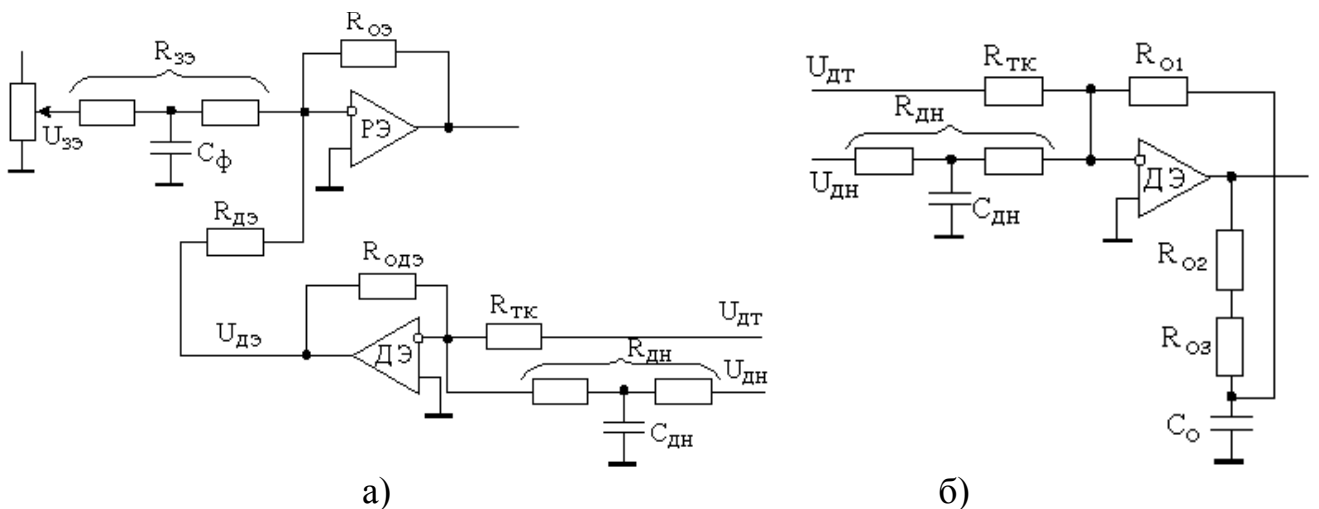 Rоэ
Rзэ
Uзэ
Cф
РЭ
Rдэ
Rодэ
Uдэ
ДЭ
Rтк
Uдт
Rдн
Uдн
Cдн
а)
Uдт
Rтк
Rо1
Rдн
Uдн
Cдн
ДЭ
Rо2
Rо3
Cо
б)